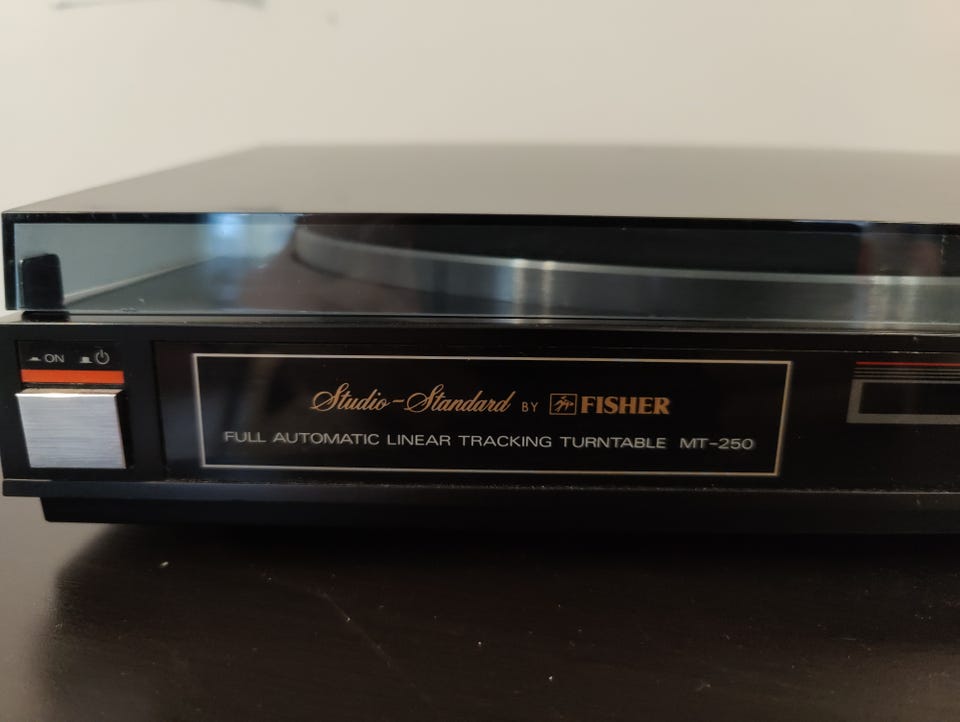 ON
Studio-Standard BY FISHER
FULL AUTOMATIC LINEAR TRACKING TURNTABLE MT-250